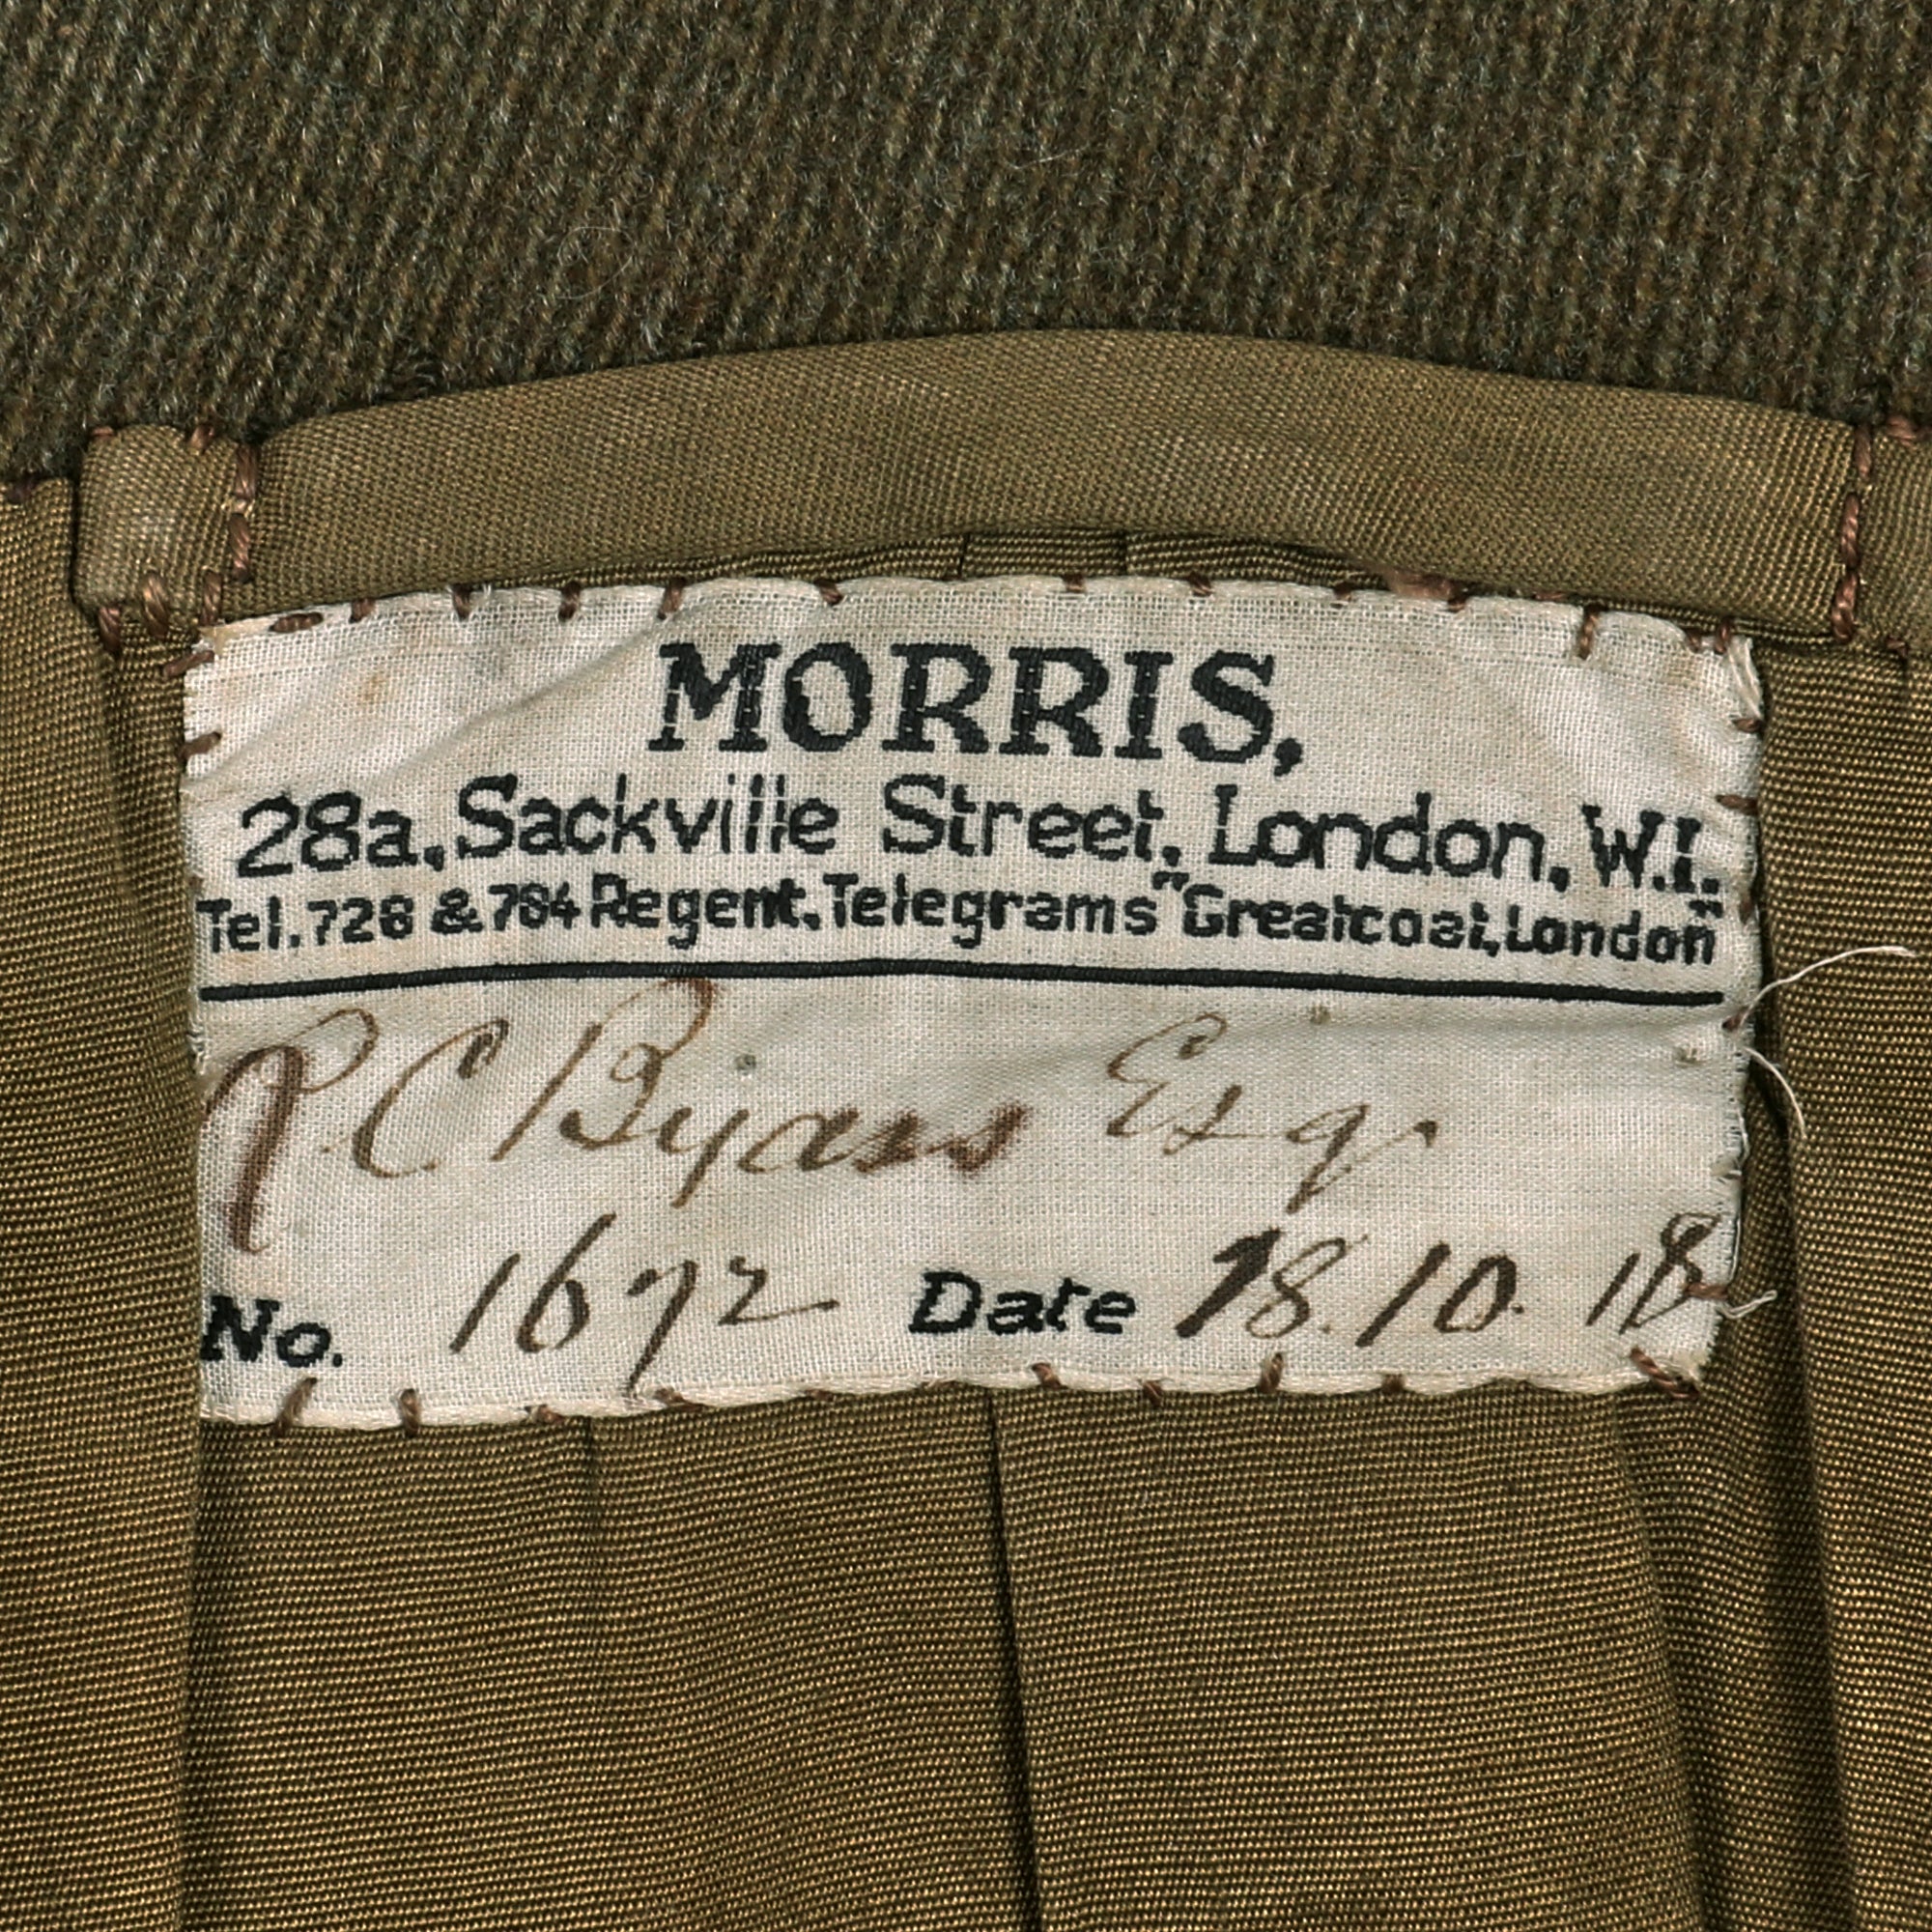 MORRIS,
28a, Sackville Street, London, W.1.
Tel. 728 & 784 Regent, Telegrams "Greatcoat, London"
R.C Byass Esq.
No. 1672 Date 18.10.18